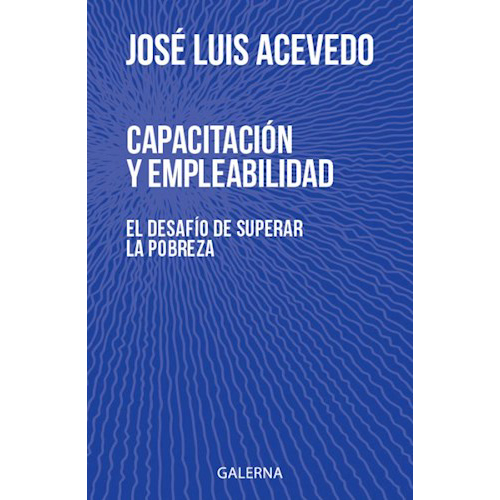 JOSÉ LUIS ACEVEDO
CAPACITACIÓN
Y EMPLEABILIDAD
EL DESAFÍO DE SUPERAR
LA POBREZA
GALERNA